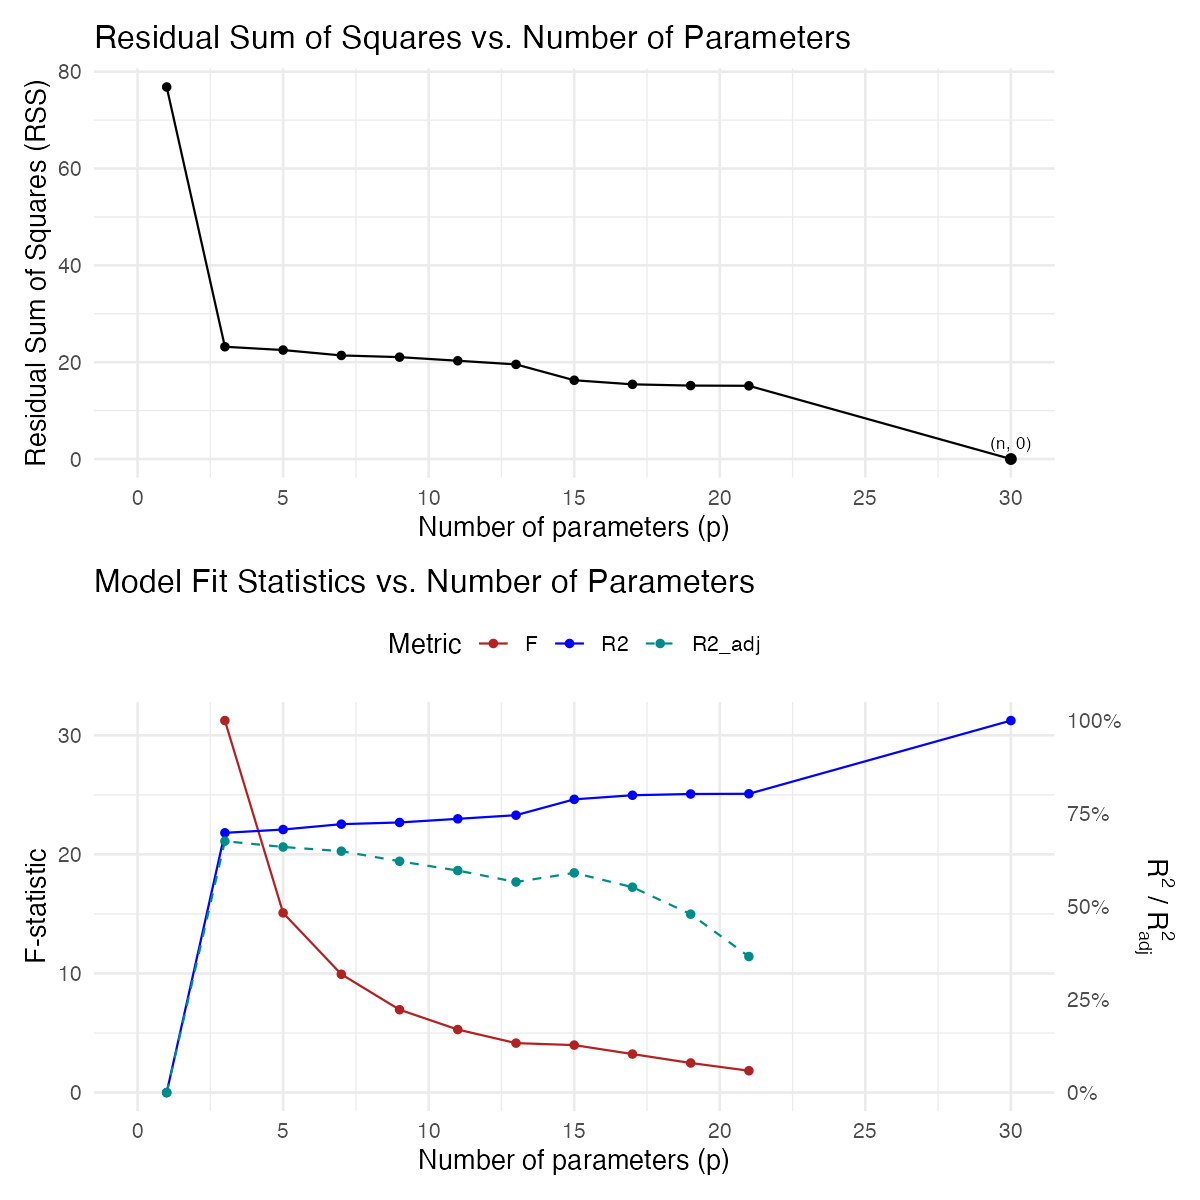 Residual Sum of Squares vs. Number of Parameters
Residual Sum of Squares (RSS)
80
60
40
20
0
(n, 0)
0 5 10 15 20 25 30
Number of parameters (p)
Model Fit Statistics vs. Number of Parameters
Metric F R2 R2_adj
F-statistic
30
20
10
0
100%
75%
50%
25%
0%
R² / R²adj
0 5 10 15 20 25 30
Number of parameters (p)